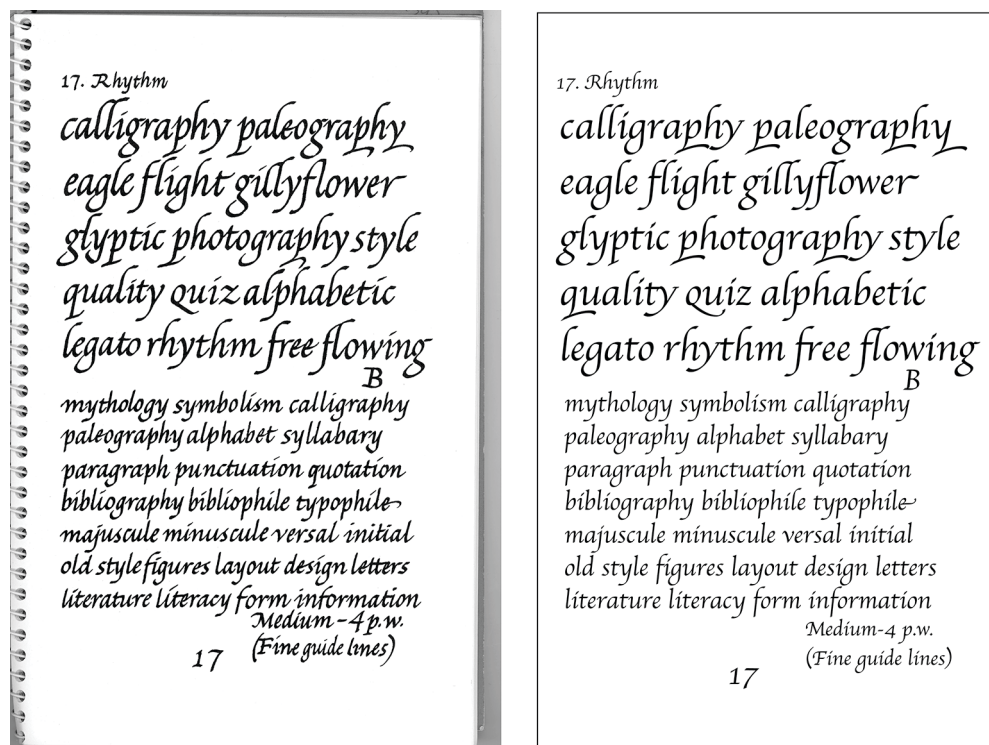 17. Rhythm
calligraphy paleography
eagle flight gillyflower
glyptic photography style
quality quiz alphabetic
legato rhythm free flowing
B
mythology symbolism calligraphy
paleography alphabet syllabary
paragraph punctuation quotation
bibliography bibliophile typophile
majuscule minuscule versal initial
old style figures layout design letters
literature literacy form information
Medium-4 p.w.
(Fine guide lines)
17
17. Rhythm
calligraphy paleography
eagle flight gillyflower
glyptic photography style
quality quiz alphabetic
legato rhythm free flowing
B
mythology symbolism calligraphy
paleography alphabet syllabary
paragraph punctuation quotation
bibliography bibliophile typophile
majuscule minuscule versal initial
old style figures layout design letters
literature literacy form information
Medium-4 p.w.
(Fine guide lines)
17